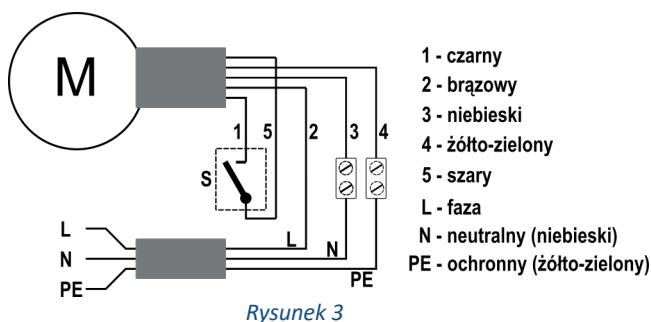 M
1 - czarny
2 - brązowy
3 - niebieski
4 - żółto-zielony
5 - szary
L - faza
N - neutralny (niebieski)
PE - ochronny (żółto-zielony)
1 5 2 3 4
S
L
N
PE
L
N
PE
Rysunek 3